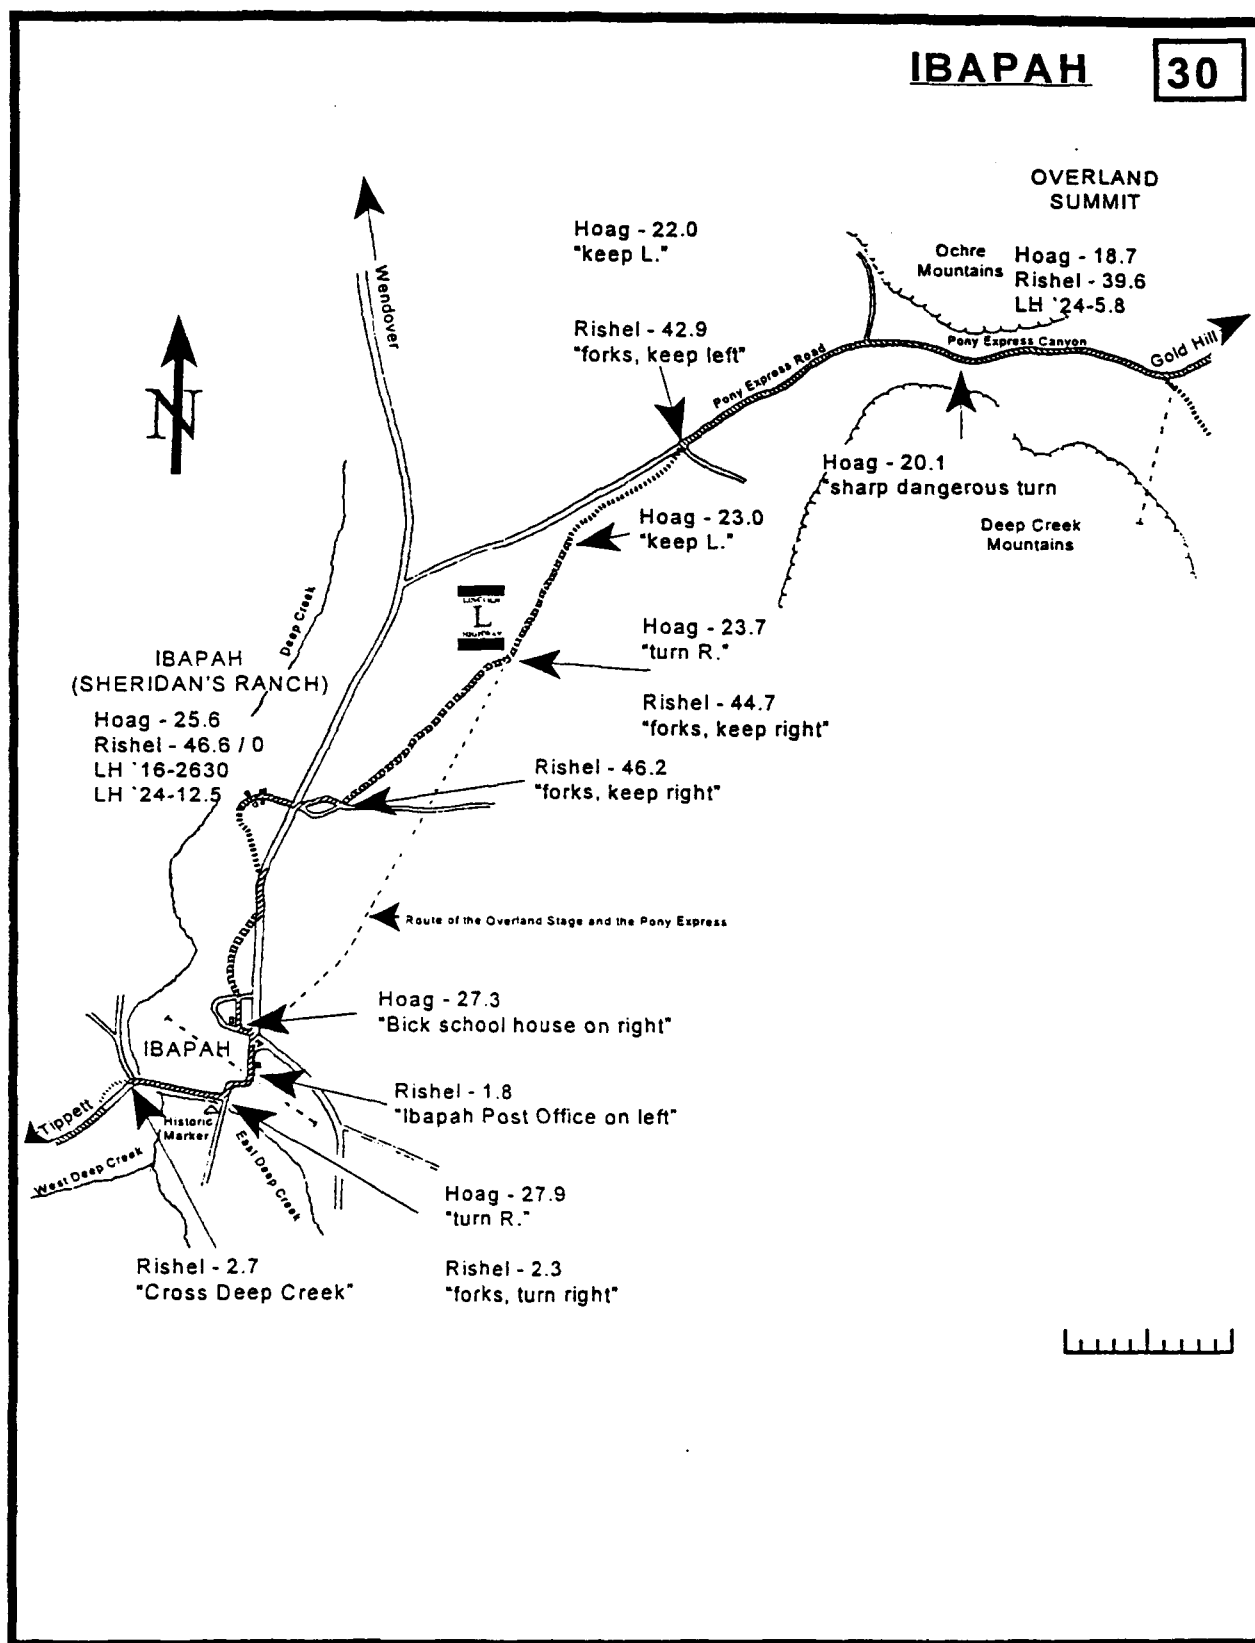 IBAPAH
30
OVERLAND
SUMMIT
Hoag - 22.0
"keep L."
Ochre
Mountains
Hoag - 18.7
Rishel - 39.6
LH '24-5.8
Wendover
Rishel - 42.9
"forks, keep left"
Pony Express Road
Pony Express Canyon
Gold Hill
N
Hoag - 20.1
"sharp dangerous turn
Deep Creek
Mountains
Hoag - 23.0
"keep L."
Deep Creek
L
HIGHWAY
Hoag - 23.7
"turn R."
IBAPAH
(SHERIDAN'S RANCH)
Hoag - 25.6
Rishel - 46.6 / 0
LH '16-2630
LH '24-12.5
Rishel - 44.7
"forks, keep right"
Rishel - 46.2
"forks, keep right"
Route of the Overland Stage and the Pony Express
Hoag - 27.3
"Bick school house on right"
IBAPAH
Rishel - 1.8
"Ibapah Post Office on left"
Tippett
Historic
Marker
West Deep Creek
East Deep Creek
Hoag - 27.9
"turn R."
Rishel - 2.7
"Cross Deep Creek"
Rishel - 2.3
"forks, turn right"